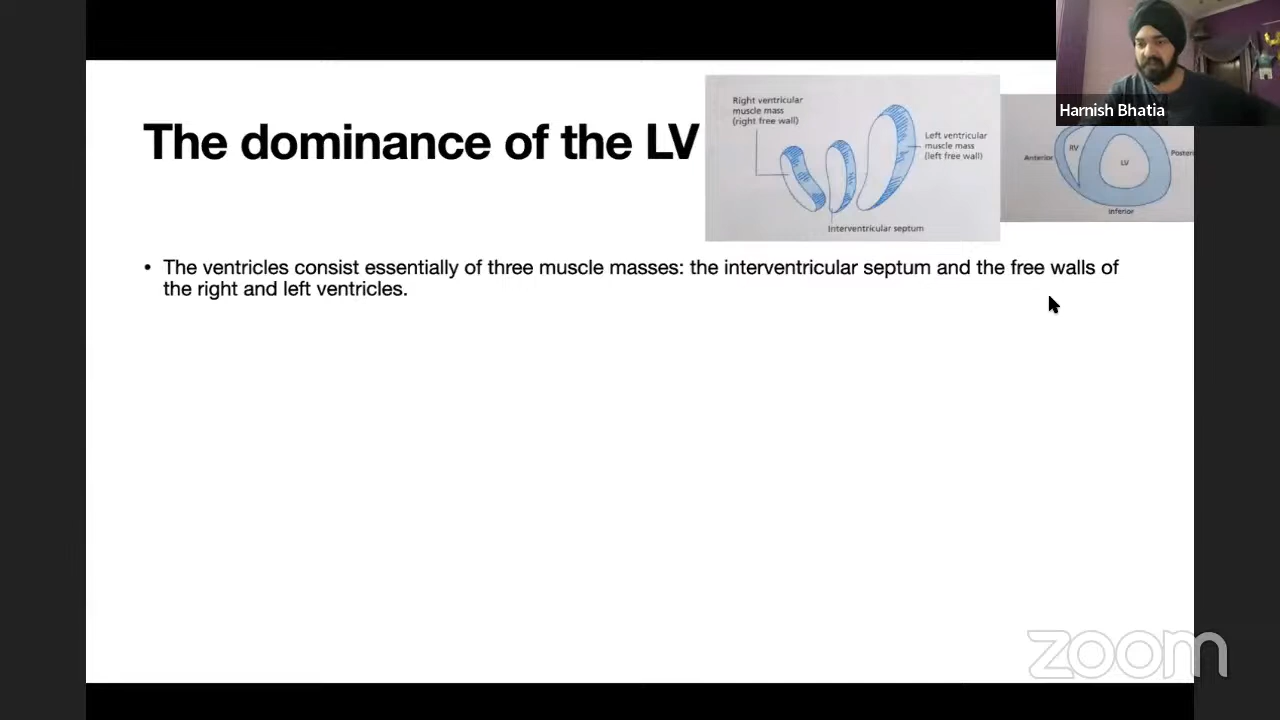 Harnish Bhatia
The dominance of the LV
Right ventricular
muscle mass
(right free wall)
Left ventricular
muscle mass
(left free wall)
Interventricular septum
Anterior
RV
LV
Inferior
• The ventricles consist essentially of three muscle masses: the interventricular septum and the free walls of
the right and left ventricles.
zoom